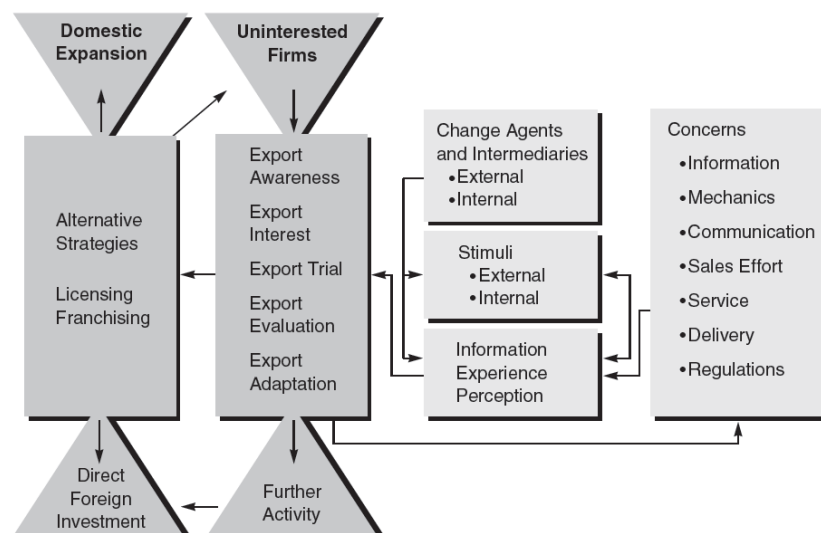 Domestic
Expansion
Uninterested
Firms
Alternative
Strategies
Licensing
Franchising
Export
Awareness
Export
Interest
Export Trial
Export
Evaluation
Export
Adaptation
Change Agents
and Intermediaries
•External
•Internal
Stimuli
•External
•Internal
Information
Experience
Perception
Concerns
•Information
•Mechanics
•Communication
•Sales Effort
•Service
•Delivery
•Regulations
Direct
Foreign
Investment
Further
Activity